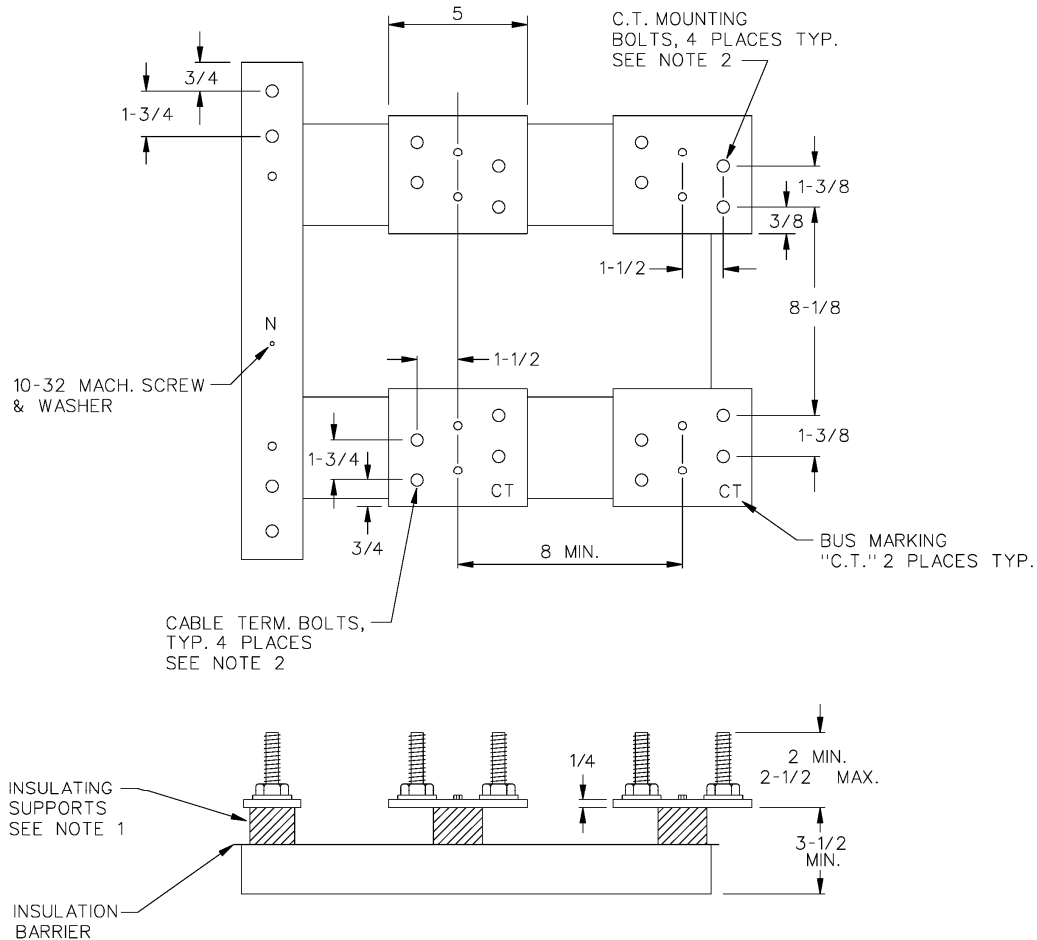 5
C.T. MOUNTING
BOLTS, 4 PLACES TYP.
SEE NOTE 2
3/4
1-3/4
1-3/8
3/8
1-1/2
8-1/8
N
1-1/2
10-32 MACH. SCREW
& WASHER
1-3/8
1-3/4
CT
CT
3/4
8 MIN.
BUS MARKING
"C.T." 2 PLACES TYP.
CABLE TERM. BOLTS,
TYP. 4 PLACES
SEE NOTE 2
1/4
2 MIN.
2-1/2 MAX.
INSULATING
SUPPORTS
SEE NOTE 1
3-1/2
MIN.
INSULATION
BARRIER